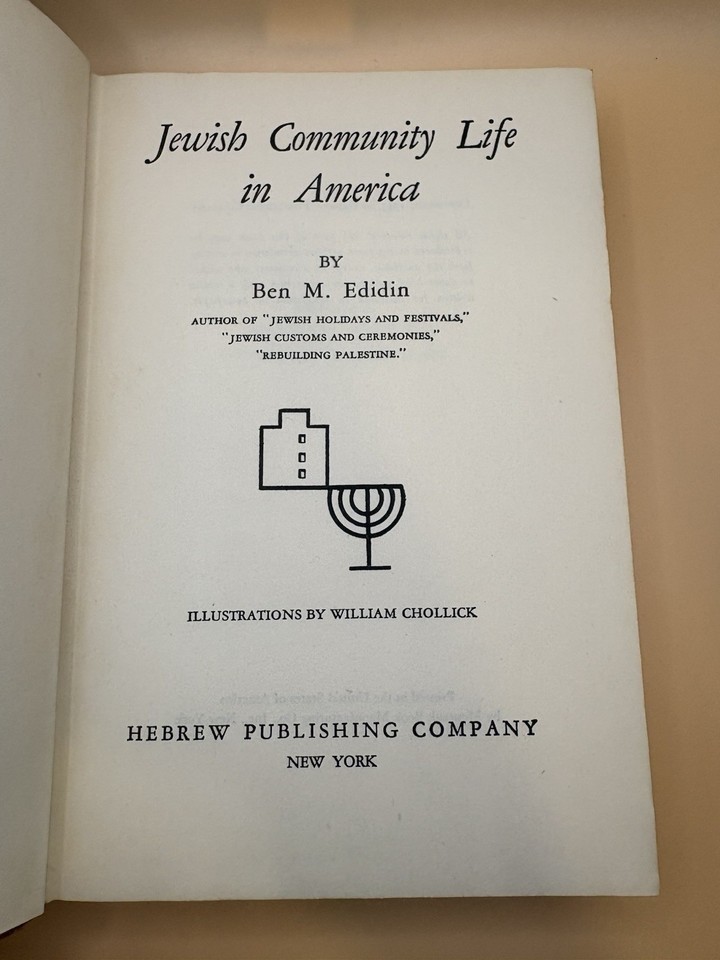 Jewish Community Life
in America
BY
Ben M. Edidin
AUTHOR OF "JEWISH HOLIDAYS AND FESTIVALS,"
"JEWISH CUSTOMS AND CEREMONIES,"
"REBUILDING PALESTINE."
ILLUSTRATIONS BY WILLIAM CHOLLICK
HEBREW PUBLISHING COMPANY
NEW YORK